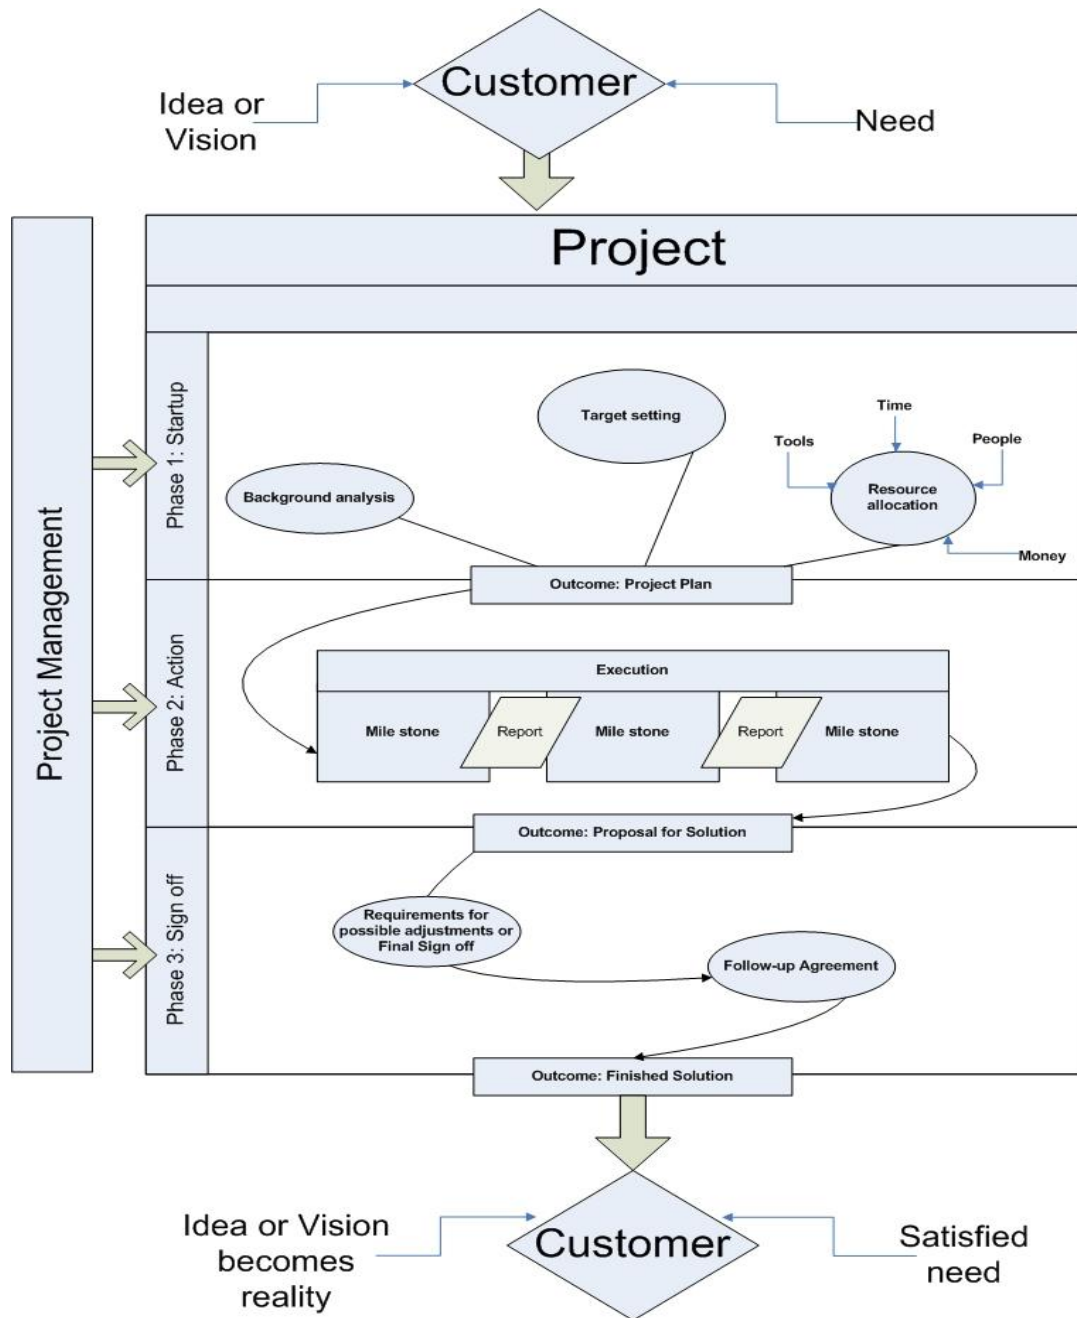 Customer
Idea or
Vision
Need
Project
Project Management
Phase 1: Startup
Target setting
Time
Tools
People
Background analysis
Resource
allocation
Money
Outcome: Project Plan
Phase 2: Action
Execution
Mile stone
Report
Mile stone
Report
Mile stone
Outcome: Proposal for Solution
Phase 3: Sign off
Requirements for
possible adjustments or
Final Sign off
Follow-up Agreement
Outcome: Finished Solution
Idea or Vision
becomes
reality
Customer
Satisfied
need